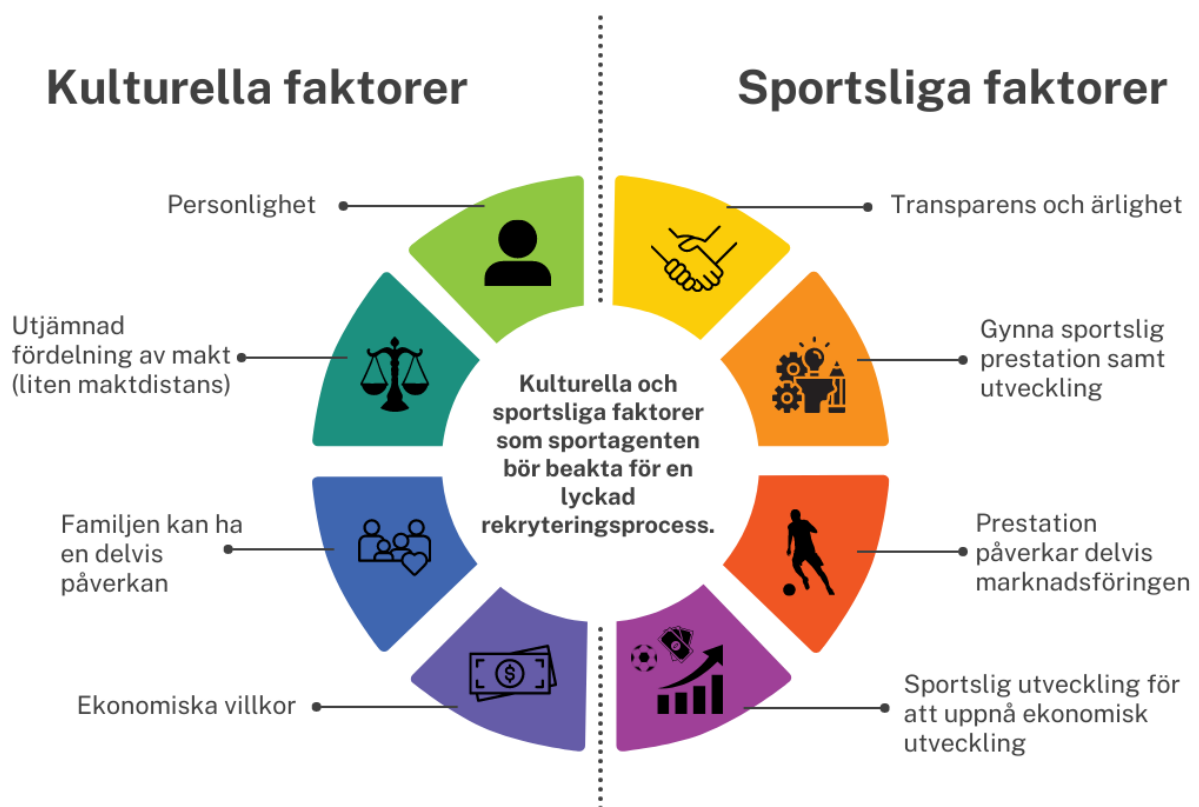 Kulturella faktorer
Sportsliga faktorer
Personlighet
Transparens och ärlighet
Utjämnad
fördelning av makt
(liten maktdistans)
Gynna sportslig
prestation samt
utveckling
Kulturella och
sportsliga faktorer
som sportagenten
bör beakta för en
lyckad
rekryteringsprocess.
Familjen kan ha
en delvis
påverkan
Prestation
påverkar delvis
marknadsföringen
Ekonomiska villkor
Sportslig utveckling för
att uppnå ekonomisk
utveckling
$